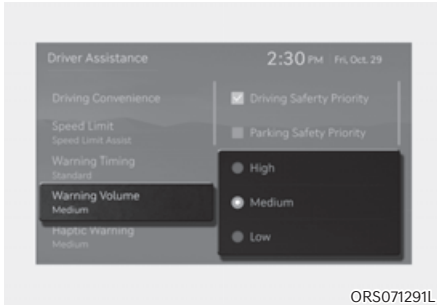 Driver Assistance
2:30 PM Fri, Oct. 29
Driving Convenience
Speed Limit
Speed Limit Assist
Warning Timing
Standard
Warning Volume
Medium
Haptic Warning
Medium
Driving Saferty Priority
Parking Safety Priority
High
Medium
Low
ORS071291L